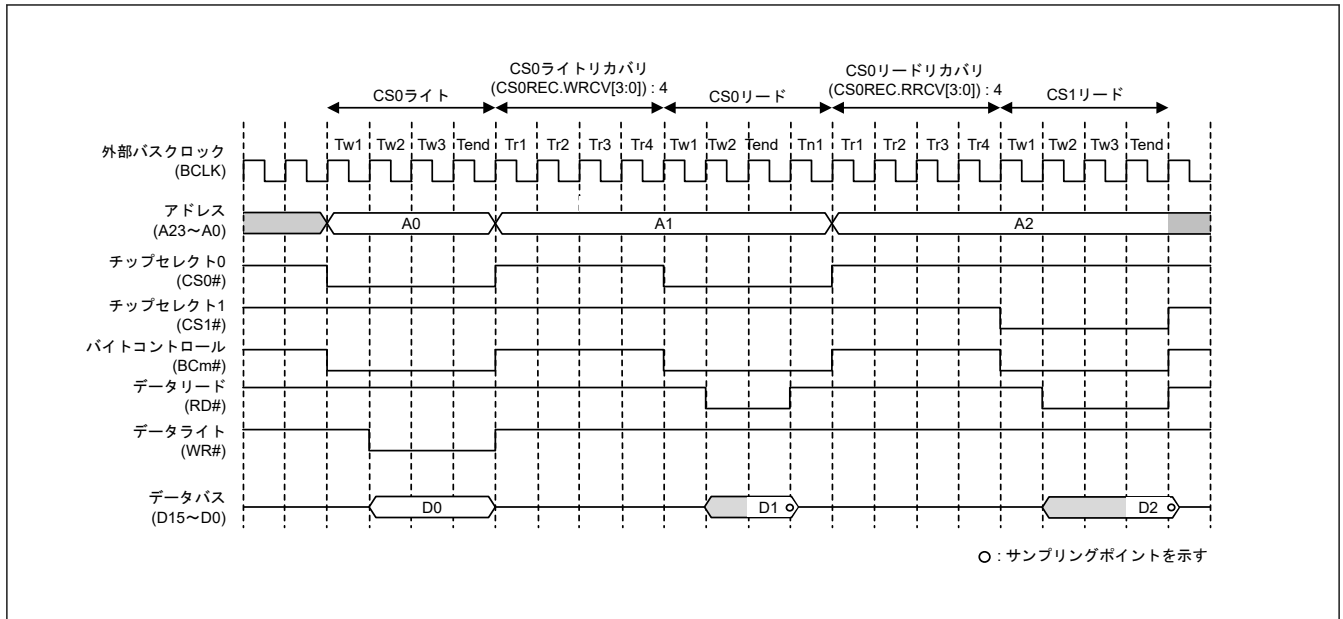 CS0ライトリカバリ
(CS0REC.WRCV[3:0]) : 4
CS0リードリカバリ
(CS0REC.RRCV[3:0]) : 4
CS0ライト
CS0リード
CS1リード
Tw1 Tw2 Tw3 Tend Tr1 Tr2 Tr3 Tr4 Tw1 Tw2 Tend Tn1 Tr1 Tr2 Tr3 Tr4 Tw1 Tw2 Tw3 Tend
外部バスクロック
(BCLK)
アドレス
(A23～A0)
A0 A1 A2
チップセレクト0
(CS0#)
チップセレクト1
(CS1#)
バイトコントロール
(BCm#)
データリード
(RD#)
データライト
(WR#)
データバス
(D15～D0)
D0 D1 D2
: サンプリングポイントを示す